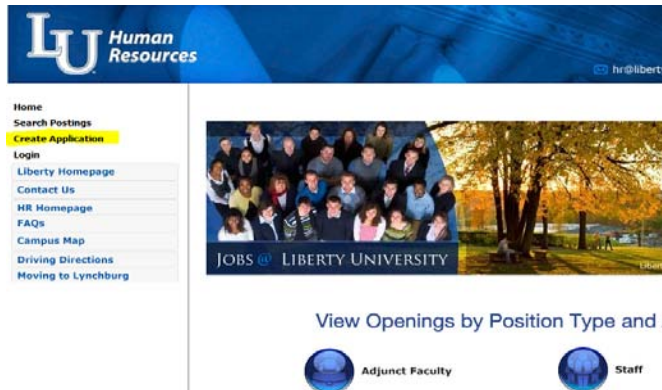 LU Human
Resources
hr@libert
Home
Search Postings
Create Application
Login
Liberty Homepage
Contact Us
HR Homepage
FAQs
Campus Map
Driving Directions
Moving to Lynchburg
JOBS @ LIBERTY UNIVERSITY
View Openings by Position Type and
Adjunct Faculty
Staff